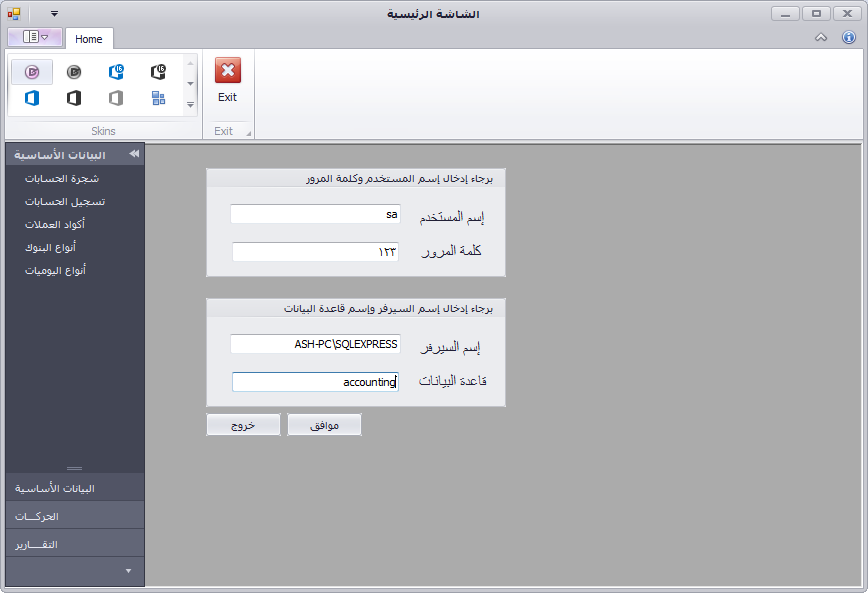 الشاشة الرئيسية
Home
Exit
Skins
Exit
البيانات الأساسية
شجرة الحسابات
تسجيل الحسابات
أكواد العملات
أنواع البنوك
أنواع اليوميات
برجاء إدخال إسم المستخدم وكلمة المرور
إسم المستخدم
sa
كلمة المرور
١٢٣
برجاء إدخال إسم السيرفر وإسم قاعدة البيانات
إسم السيرفر
ASH-PC\SQLEXPRESS
قاعدة البيانات
accounting
موافق
خروج
البيانات الأساسية
الحركـــات
التقـــارير